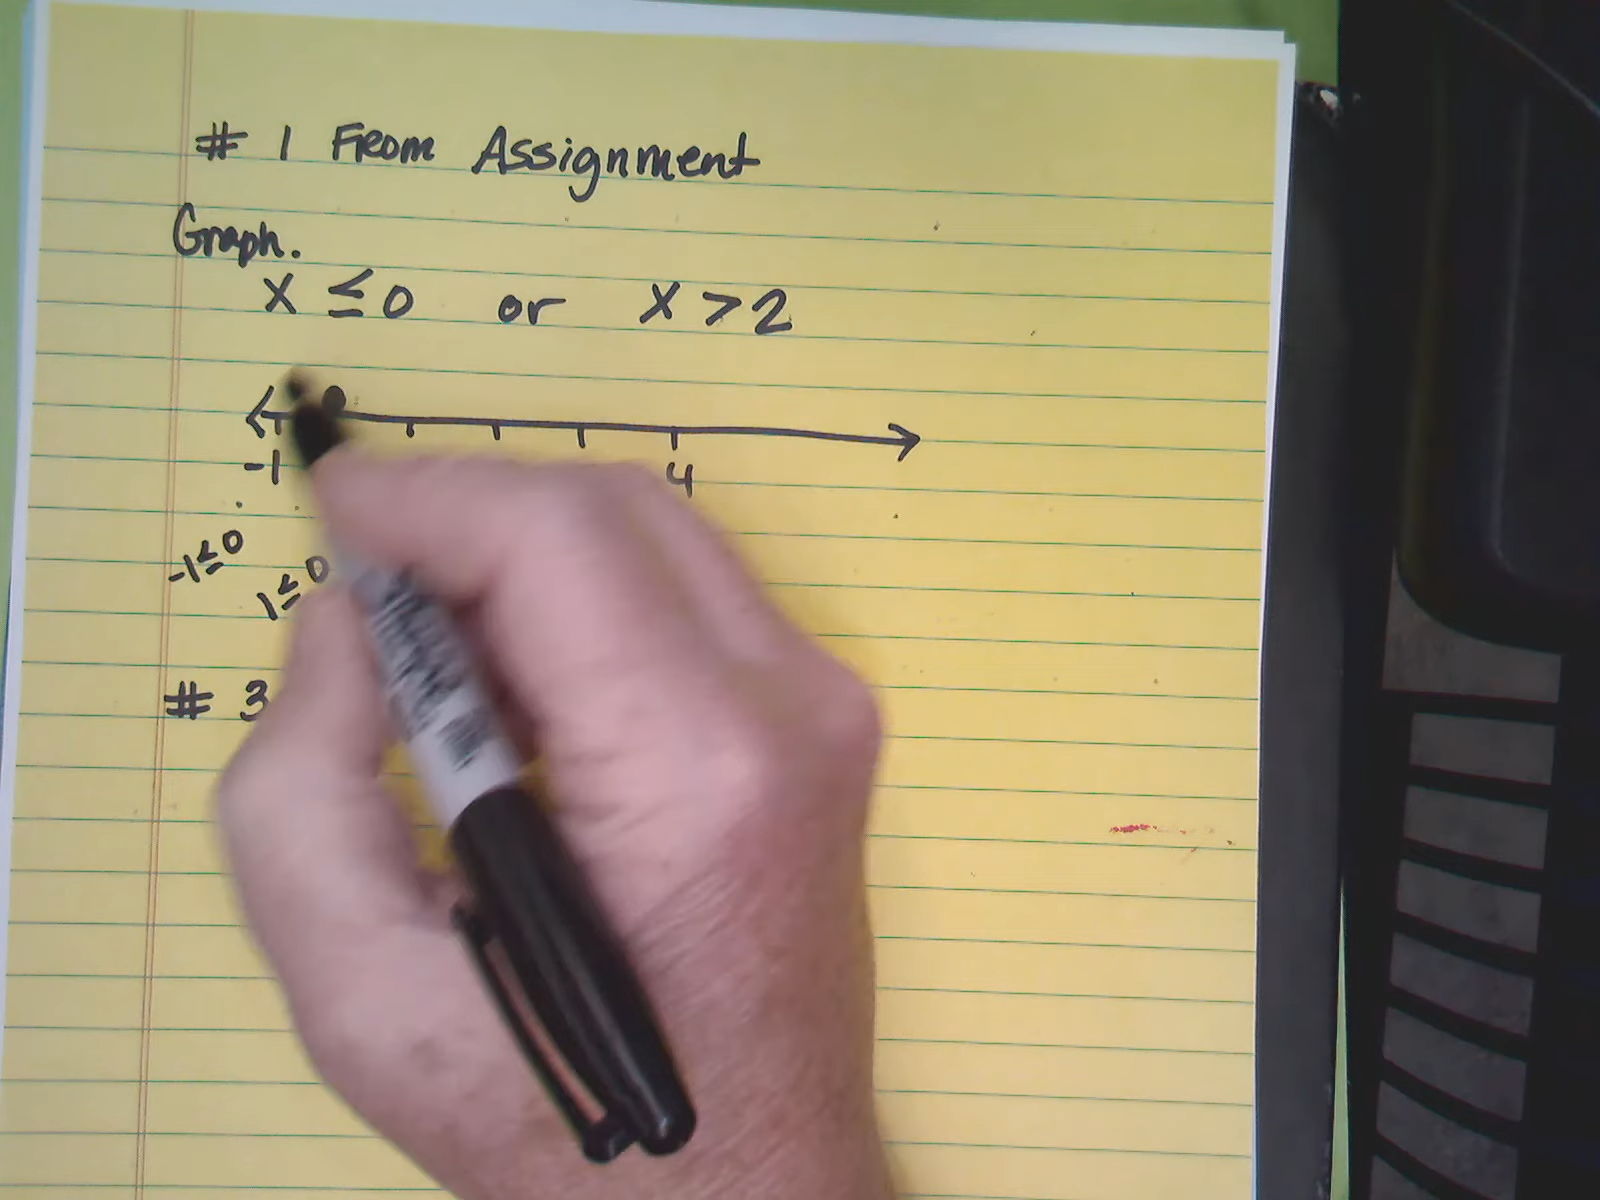 # 1 From Assignment
Graph.
x ≤ 0 or x > 2
-1 4
-1 ≤ 0
1 ≤ 0
# 3